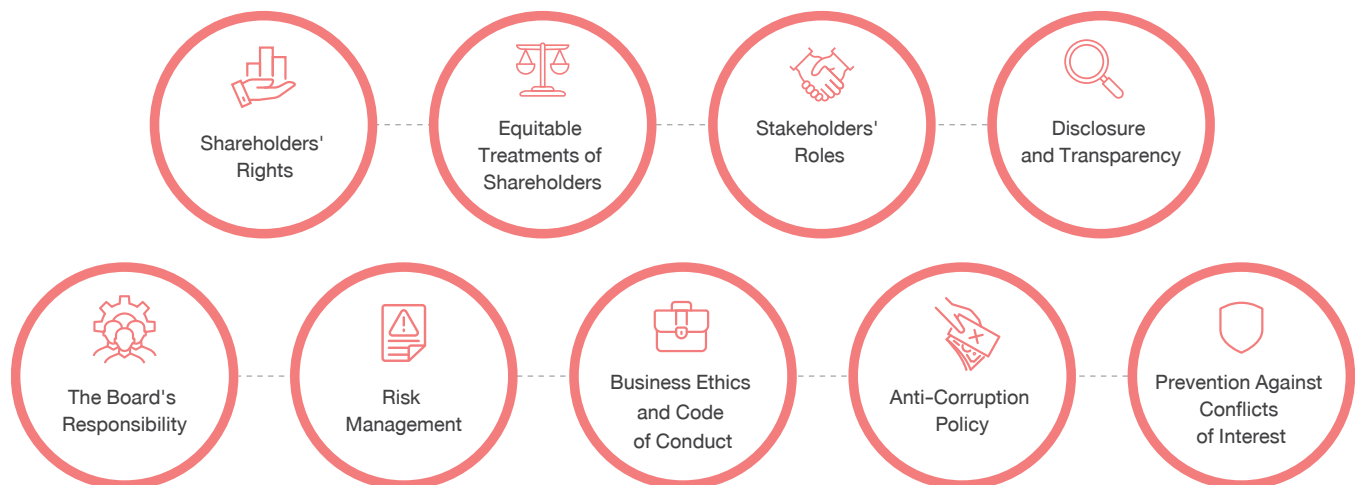 Shareholders'
Rights
Equitable
Treatments of
Shareholders
Stakeholders'
Roles
Disclosure
and Transparency
The Board's
Responsibility
Risk
Management
Business Ethics
and Code
of Conduct
Anti-Corruption
Policy
Prevention Against
Conflicts
of Interest